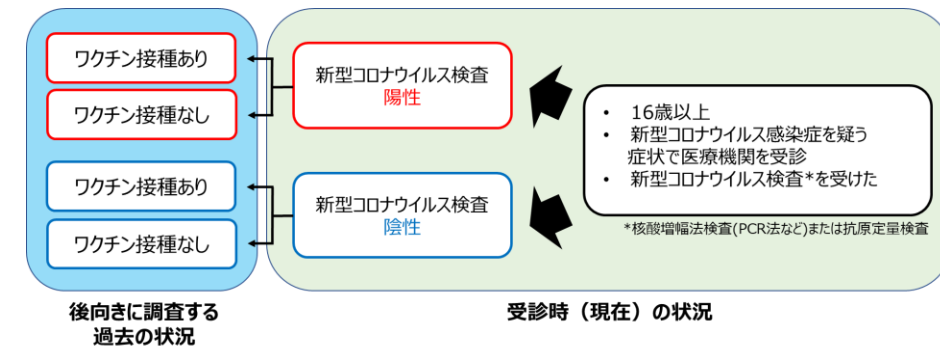 ワクチン接種あり
ワクチン接種なし
ワクチン接種あり
ワクチン接種なし
新型コロナウイルス検査
陽性
新型コロナウイルス検査
陰性
• 16歳以上
• 新型コロナウイルス感染症を疑う
症状で医療機関を受診
• 新型コロナウイルス検査*を受けた
*核酸増幅法検査(PCR法など)または抗原定量検査
後向きに調査する
過去の状況
受診時（現在）の状況